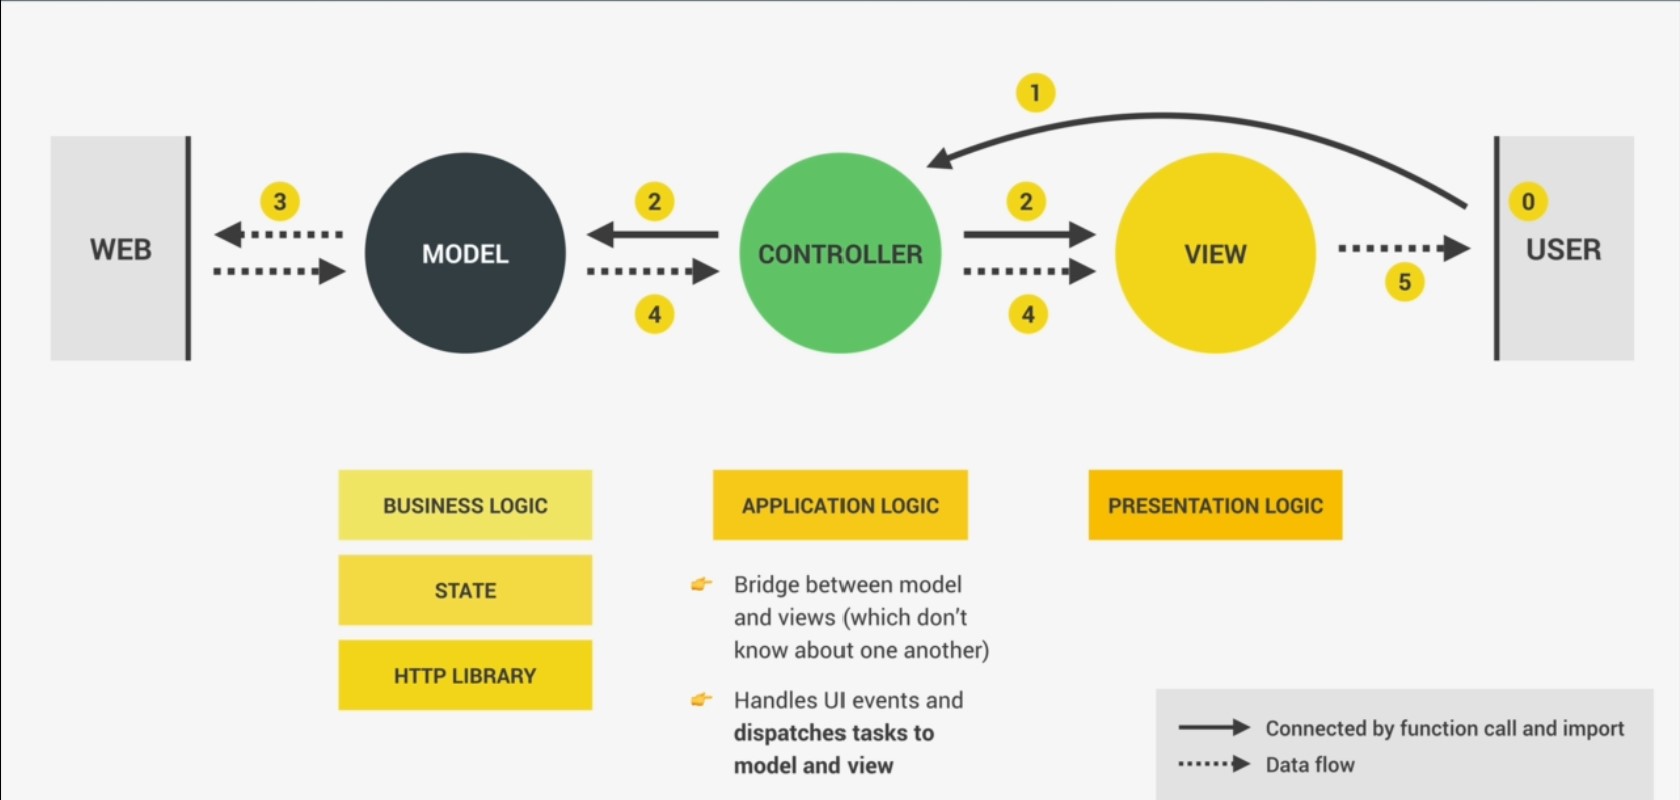 1
3
2
2
0
WEB
MODEL
CONTROLLER
VIEW
USER
4
4
5
BUSINESS LOGIC
APPLICATION LOGIC
PRESENTATION LOGIC
STATE
HTTP LIBRARY
Bridge between model
and views (which don't
know about one another)
Handles UI events and
dispatches tasks to
model and view
Connected by function call and import
Data flow